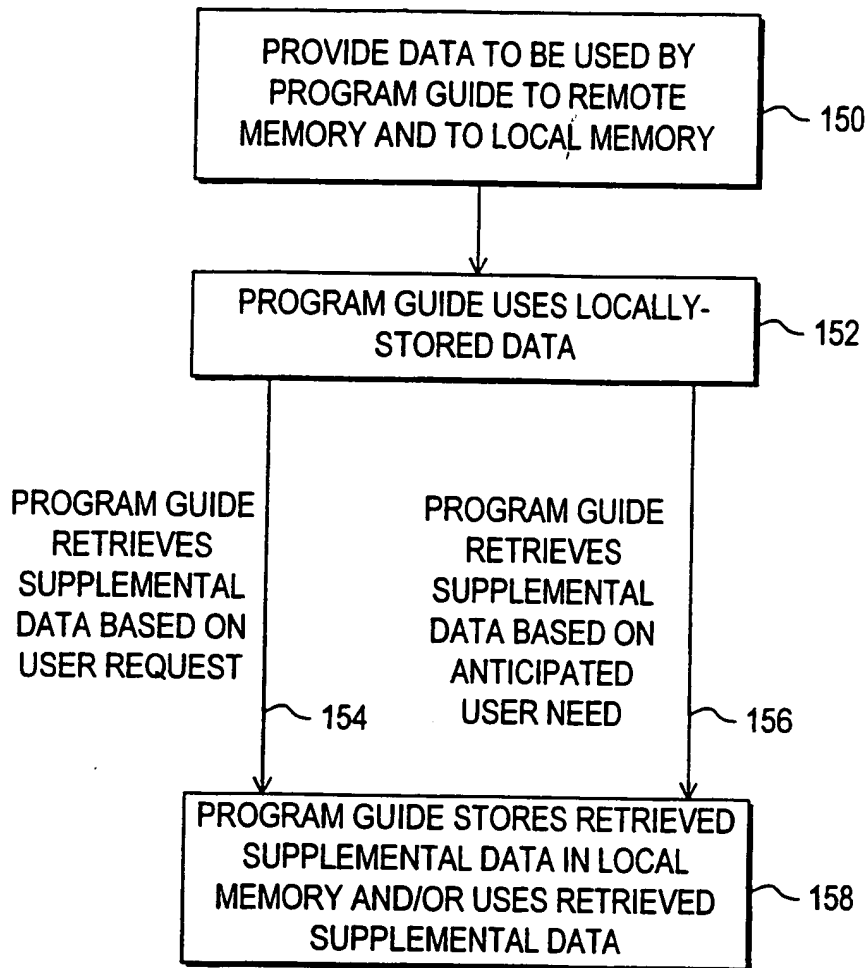 PROVIDE DATA TO BE USED BY
PROGRAM GUIDE TO REMOTE
MEMORY AND TO LOCAL MEMORY
150
PROGRAM GUIDE USES LOCALLY-
STORED DATA
152
PROGRAM GUIDE
RETRIEVES
SUPPLEMENTAL
DATA BASED ON
USER REQUEST
154
PROGRAM GUIDE
RETRIEVES
SUPPLEMENTAL
DATA BASED ON
ANTICIPATED
USER NEED
156
PROGRAM GUIDE STORES RETRIEVED
SUPPLEMENTAL DATA IN LOCAL
MEMORY AND/OR USES RETRIEVED
SUPPLEMENTAL DATA
158